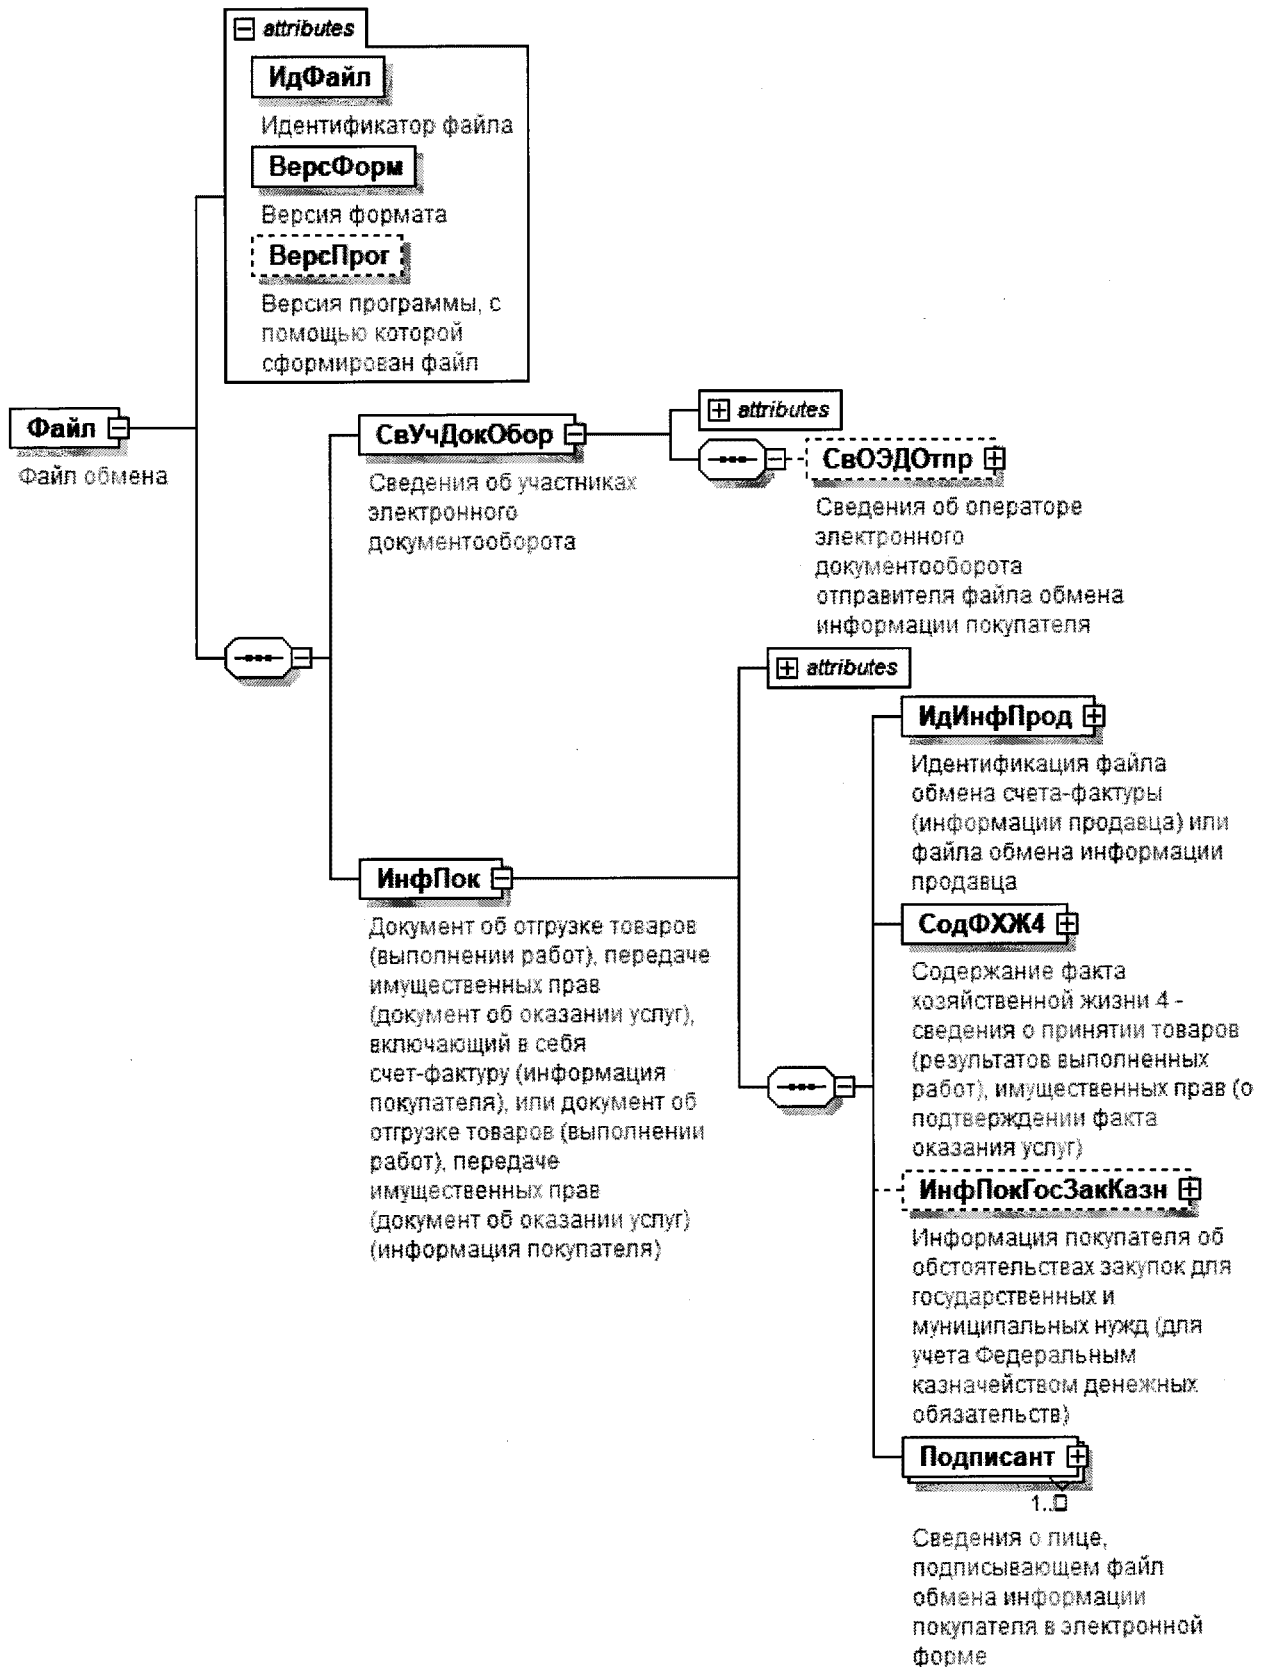 attributes
ИдФайл
Идентификатор файла
ВерсФорм
Версия формата
ВерсПрог
Версия программы, с
помощью которой
сформирован файл
Файл
Файл обмена
СвУчДокОбор
Сведения об участниках
электронного
документооборота
attributes
СвОЭДОтпр
Сведения об операторе
электронного
документооборота
отправителя файла обмена
информации покупателя
ИнфПок
Документ об отгрузке товаров
(выполнении работ), передаче
имущественных прав
(документ об оказании услуг),
включающий в себя
счет-фактуру (информация
покупателя), или документ об
отгрузке товаров (выполнении
работ), передаче
имущественных прав
(документ об оказании услуг)
(информация покупателя)
attributes
ИдИнфПрод
Идентификация файла
обмена счета-фактуры
(информации продавца) или
файла обмена информации
продавца
СодФХЖ4
Содержание факта
хозяйственной жизни 4 -
сведения о принятии товаров
(результатов выполненных
работ), имущественных прав (о
подтверждении факта
оказания услуг)
ИнфПокГосЗакКазн
Информация покупателя об
обстоятельствах закупок для
государственных и
муниципальных нужд (для
учета Федеральным
казначейством денежных
обязательств)
Подписант
1..□
Сведения о лице,
подписывающем файл
обмена информации
покупателя в электронной
форме